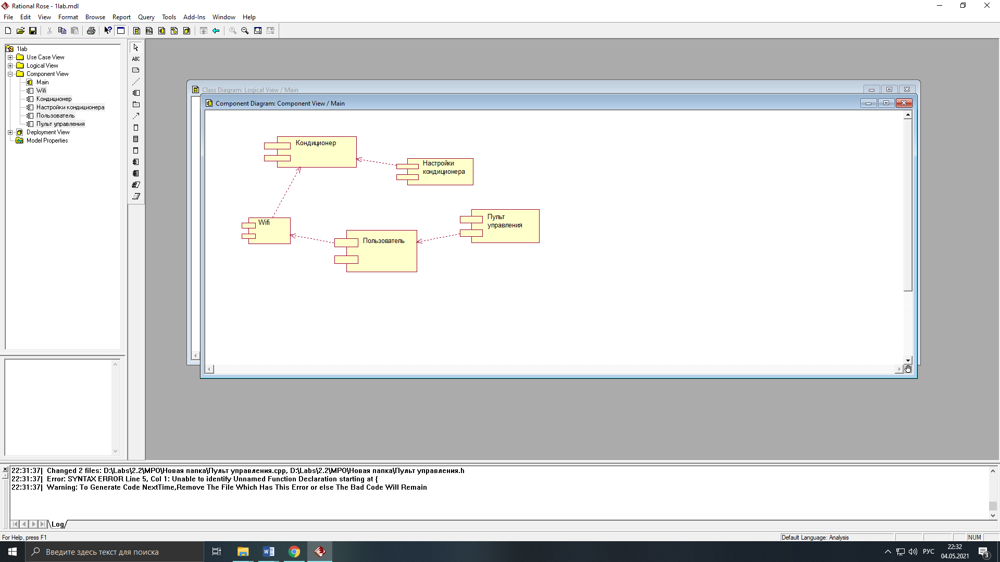 Rational Rose - 1lab.mdl
File Edit View Format Browse Report Query Tools Add-Ins Window Help
ABC
1lab
Use Case View
Logical View
Component View
Main
Wifi
Кондиционер
Настройки кондиционера
Пользователь
Пульт управления
Deployment View
Model Properties
Class Diagram: Logical View / Main
Component Diagram: Component View / Main
Кондиционер
Настройки
кондиционера
Wifi
Пользователь
Пульт
управления
22:31:37| Changed 2 files: D:\Labs\2.2\МРО\Новая папка\Пульт управления.cpp, D:\Labs\2.2\МРО\Новая папка\Пульт управления.h
22:31:37| Error: SYNTAX ERROR Line 5, Col 1: Unable to identify Unnamed Function Declaration starting at {
22:31:37| Warning: To Generate Code NextTime,Remove The File Which Has This Error or else The Bad Code Will Remain
Log
For Help, press F1
Default Language: Analysis
NUM
Введите здесь текст для поиска
РУС
22:32
04.05.2021
3